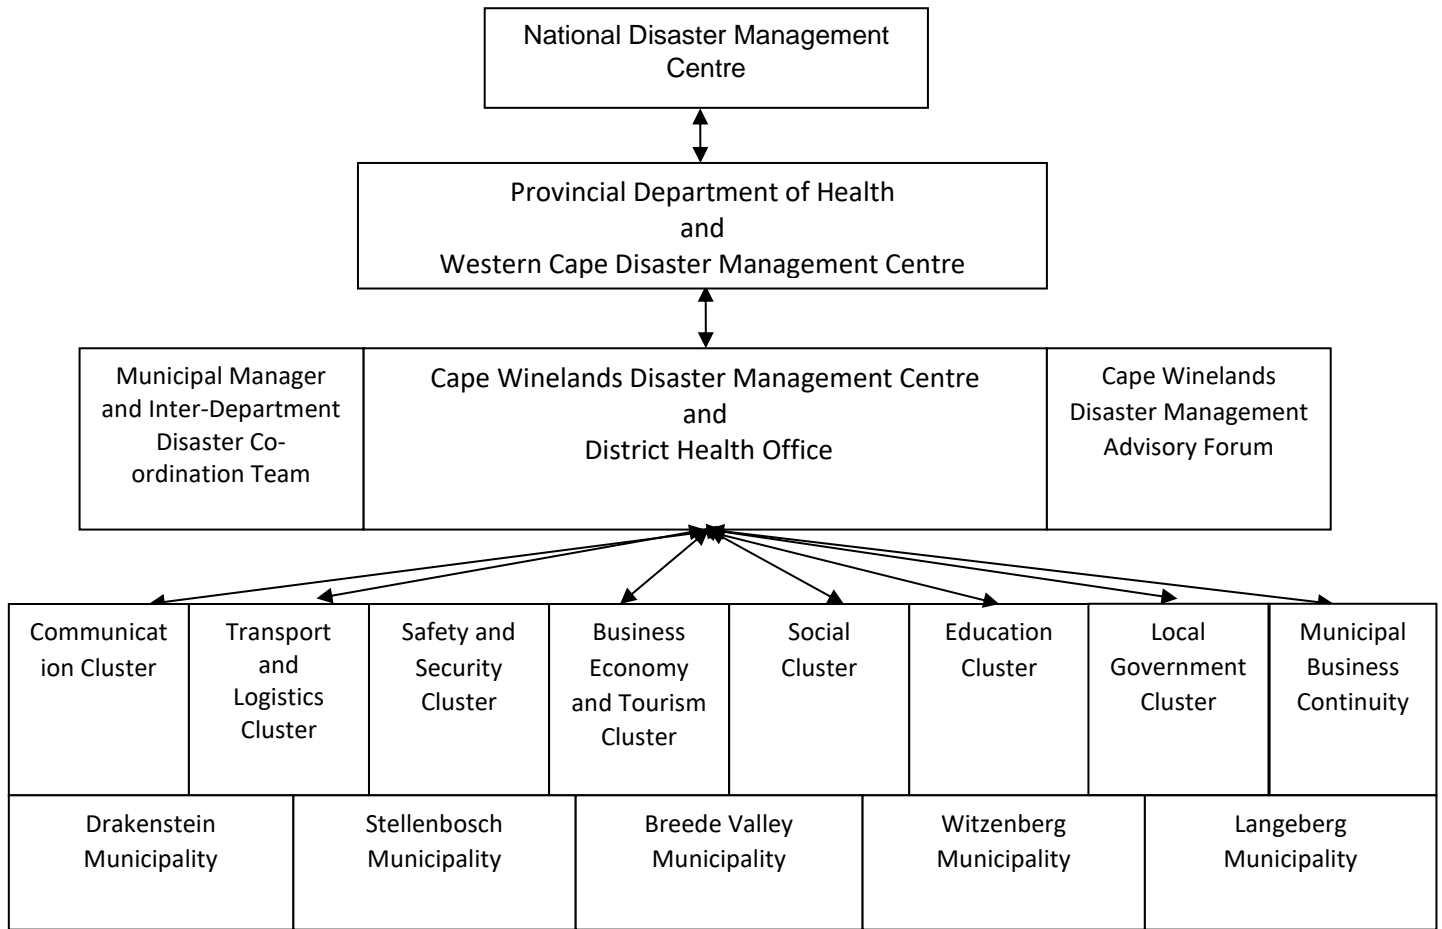 National Disaster Management
Centre
Provincial Department of Health
and
Western Cape Disaster Management Centre
Municipal Manager
and Inter-Department
Disaster Co-
ordination Team
Cape Winelands Disaster Management Centre
and
District Health Office
Cape Winelands
Disaster Management
Advisory Forum
Communicat
ion Cluster
Transport
and
Logistics
Cluster
Safety and
Security
Cluster
Business
Economy
and Tourism
Cluster
Social
Cluster
Education
Cluster
Local
Government
Cluster
Municipal
Business
Continuity
Drakenstein
Municipality
Stellenbosch
Municipality
Breede Valley
Municipality
Witzenberg
Municipality
Langeberg
Municipality